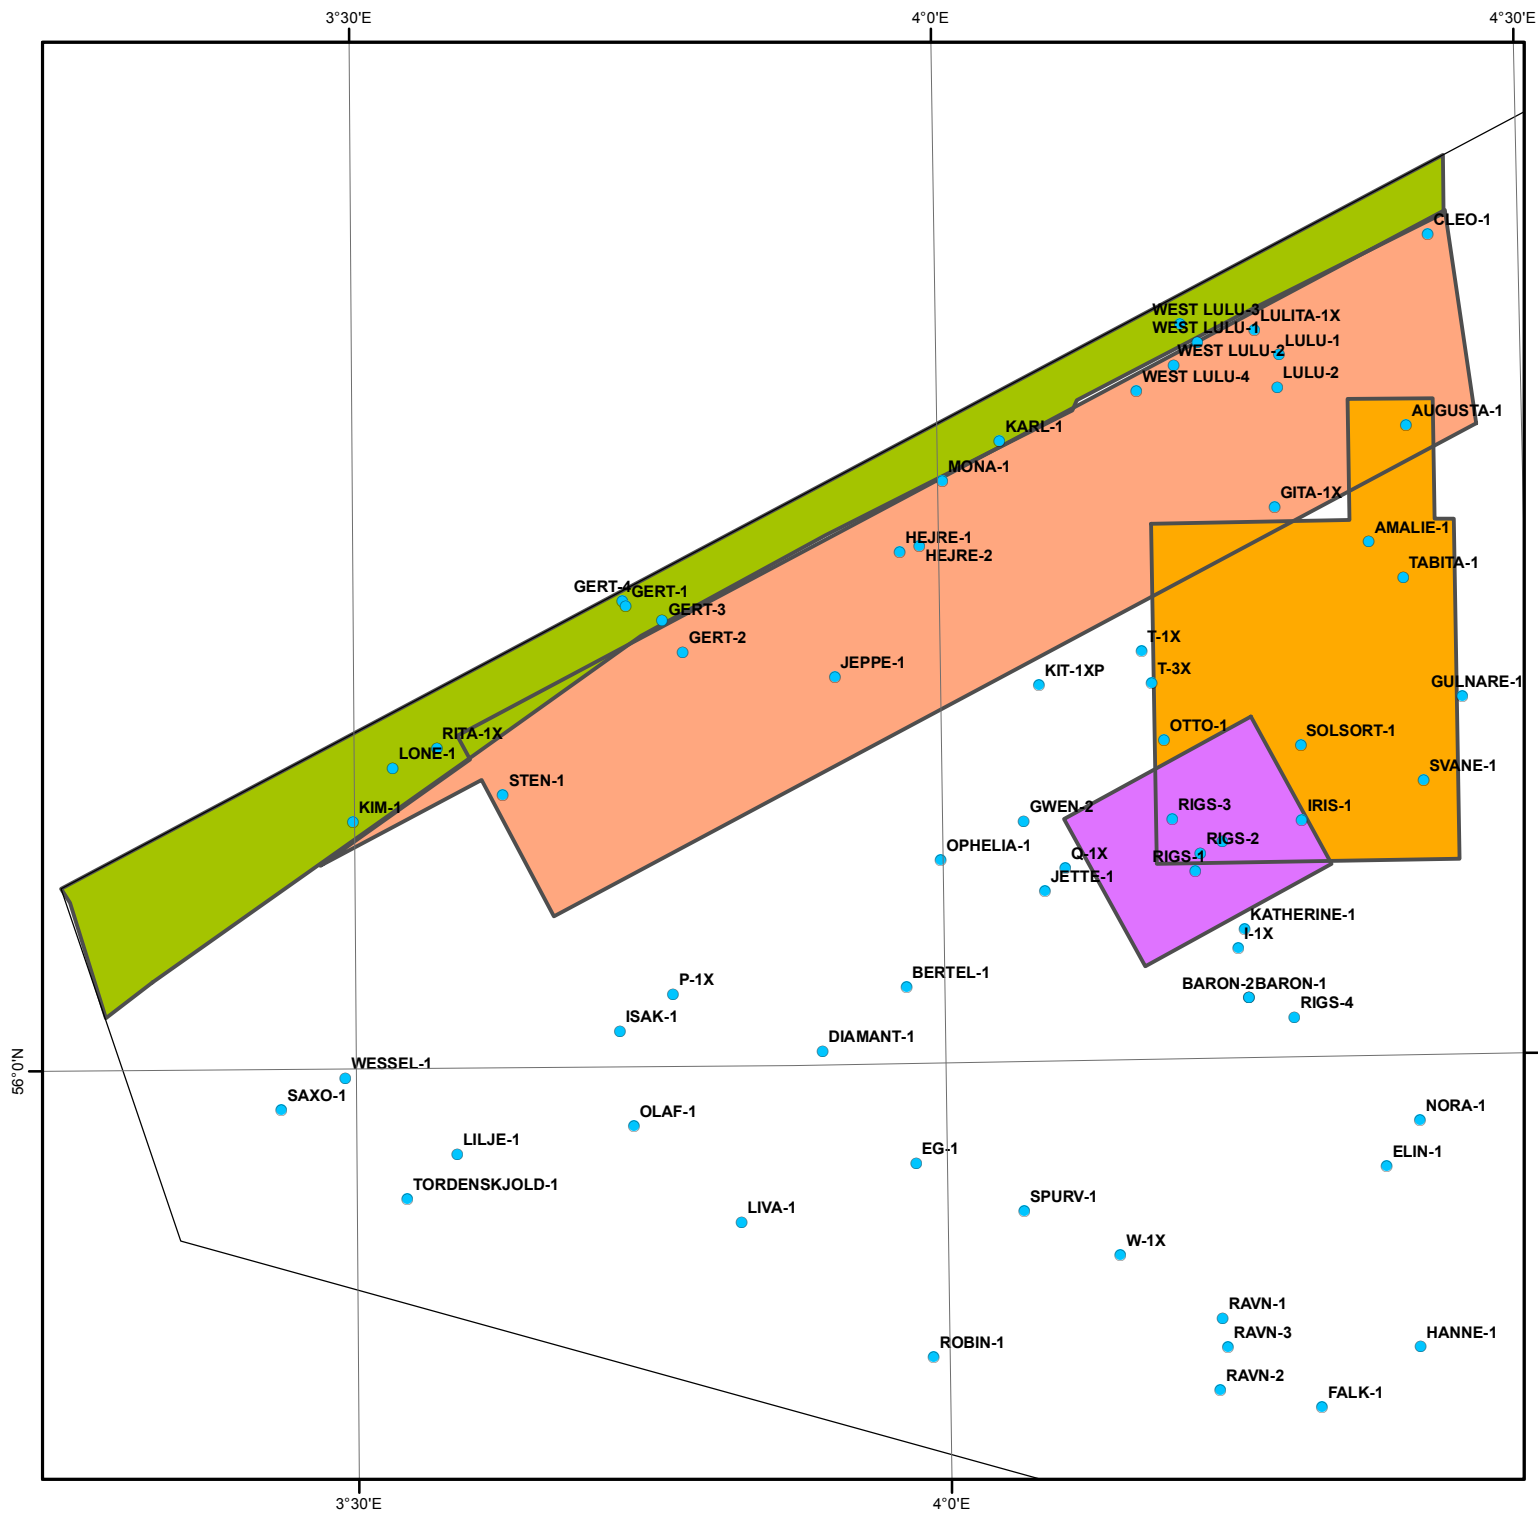 3°30'E
4°0'E
4°30'E
CLEO-1
WEST LULU-3
LULITA-1X
WEST LULU-1
LULU-1
WEST LULU-2
LULU-2
WEST LULU-4
AUGUSTA-1
KARL-1
MONA-1
GITA-1X
AMALIE-1
HEJRE-1
HEJRE-2
TABITA-1
GERT-4
GERT-1
GERT-3
GERT-2
T-1X
JEPPE-1
KIT-1XP
T-3X
GULNARE-1
OTTO-1
SOLSORT-1
RITA-1X
LONE-1
SVANE-1
STEN-1
KIM-1
GWEN-2
RIGS-3
IRIS-1
RIGS-2
OPHELIA-1
Q-1X
RIGS-1
JETTE-1
KATHERINE-1
I-1X
BERTEL-1
P-1X
BARON-2
BARON-1
RIGS-4
ISAK-1
DIAMANT-1
56°0'N
WESSEL-1
SAXO-1
OLAF-1
NORA-1
LILJE-1
EG-1
ELIN-1
TORDENSKJOLD-1
SPURV-1
LIVA-1
W-1X
RAVN-1
RAVN-3
HANNE-1
ROBIN-1
RAVN-2
FALK-1
3°30'E
4°0'E